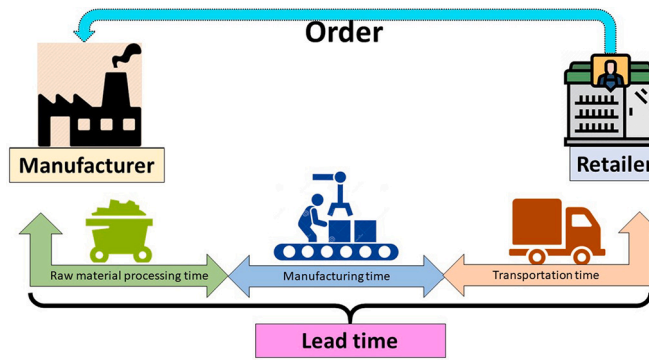 Order
Manufacturer
Retailer
Raw material processing time
Manufacturing time
Transportation time
Lead time